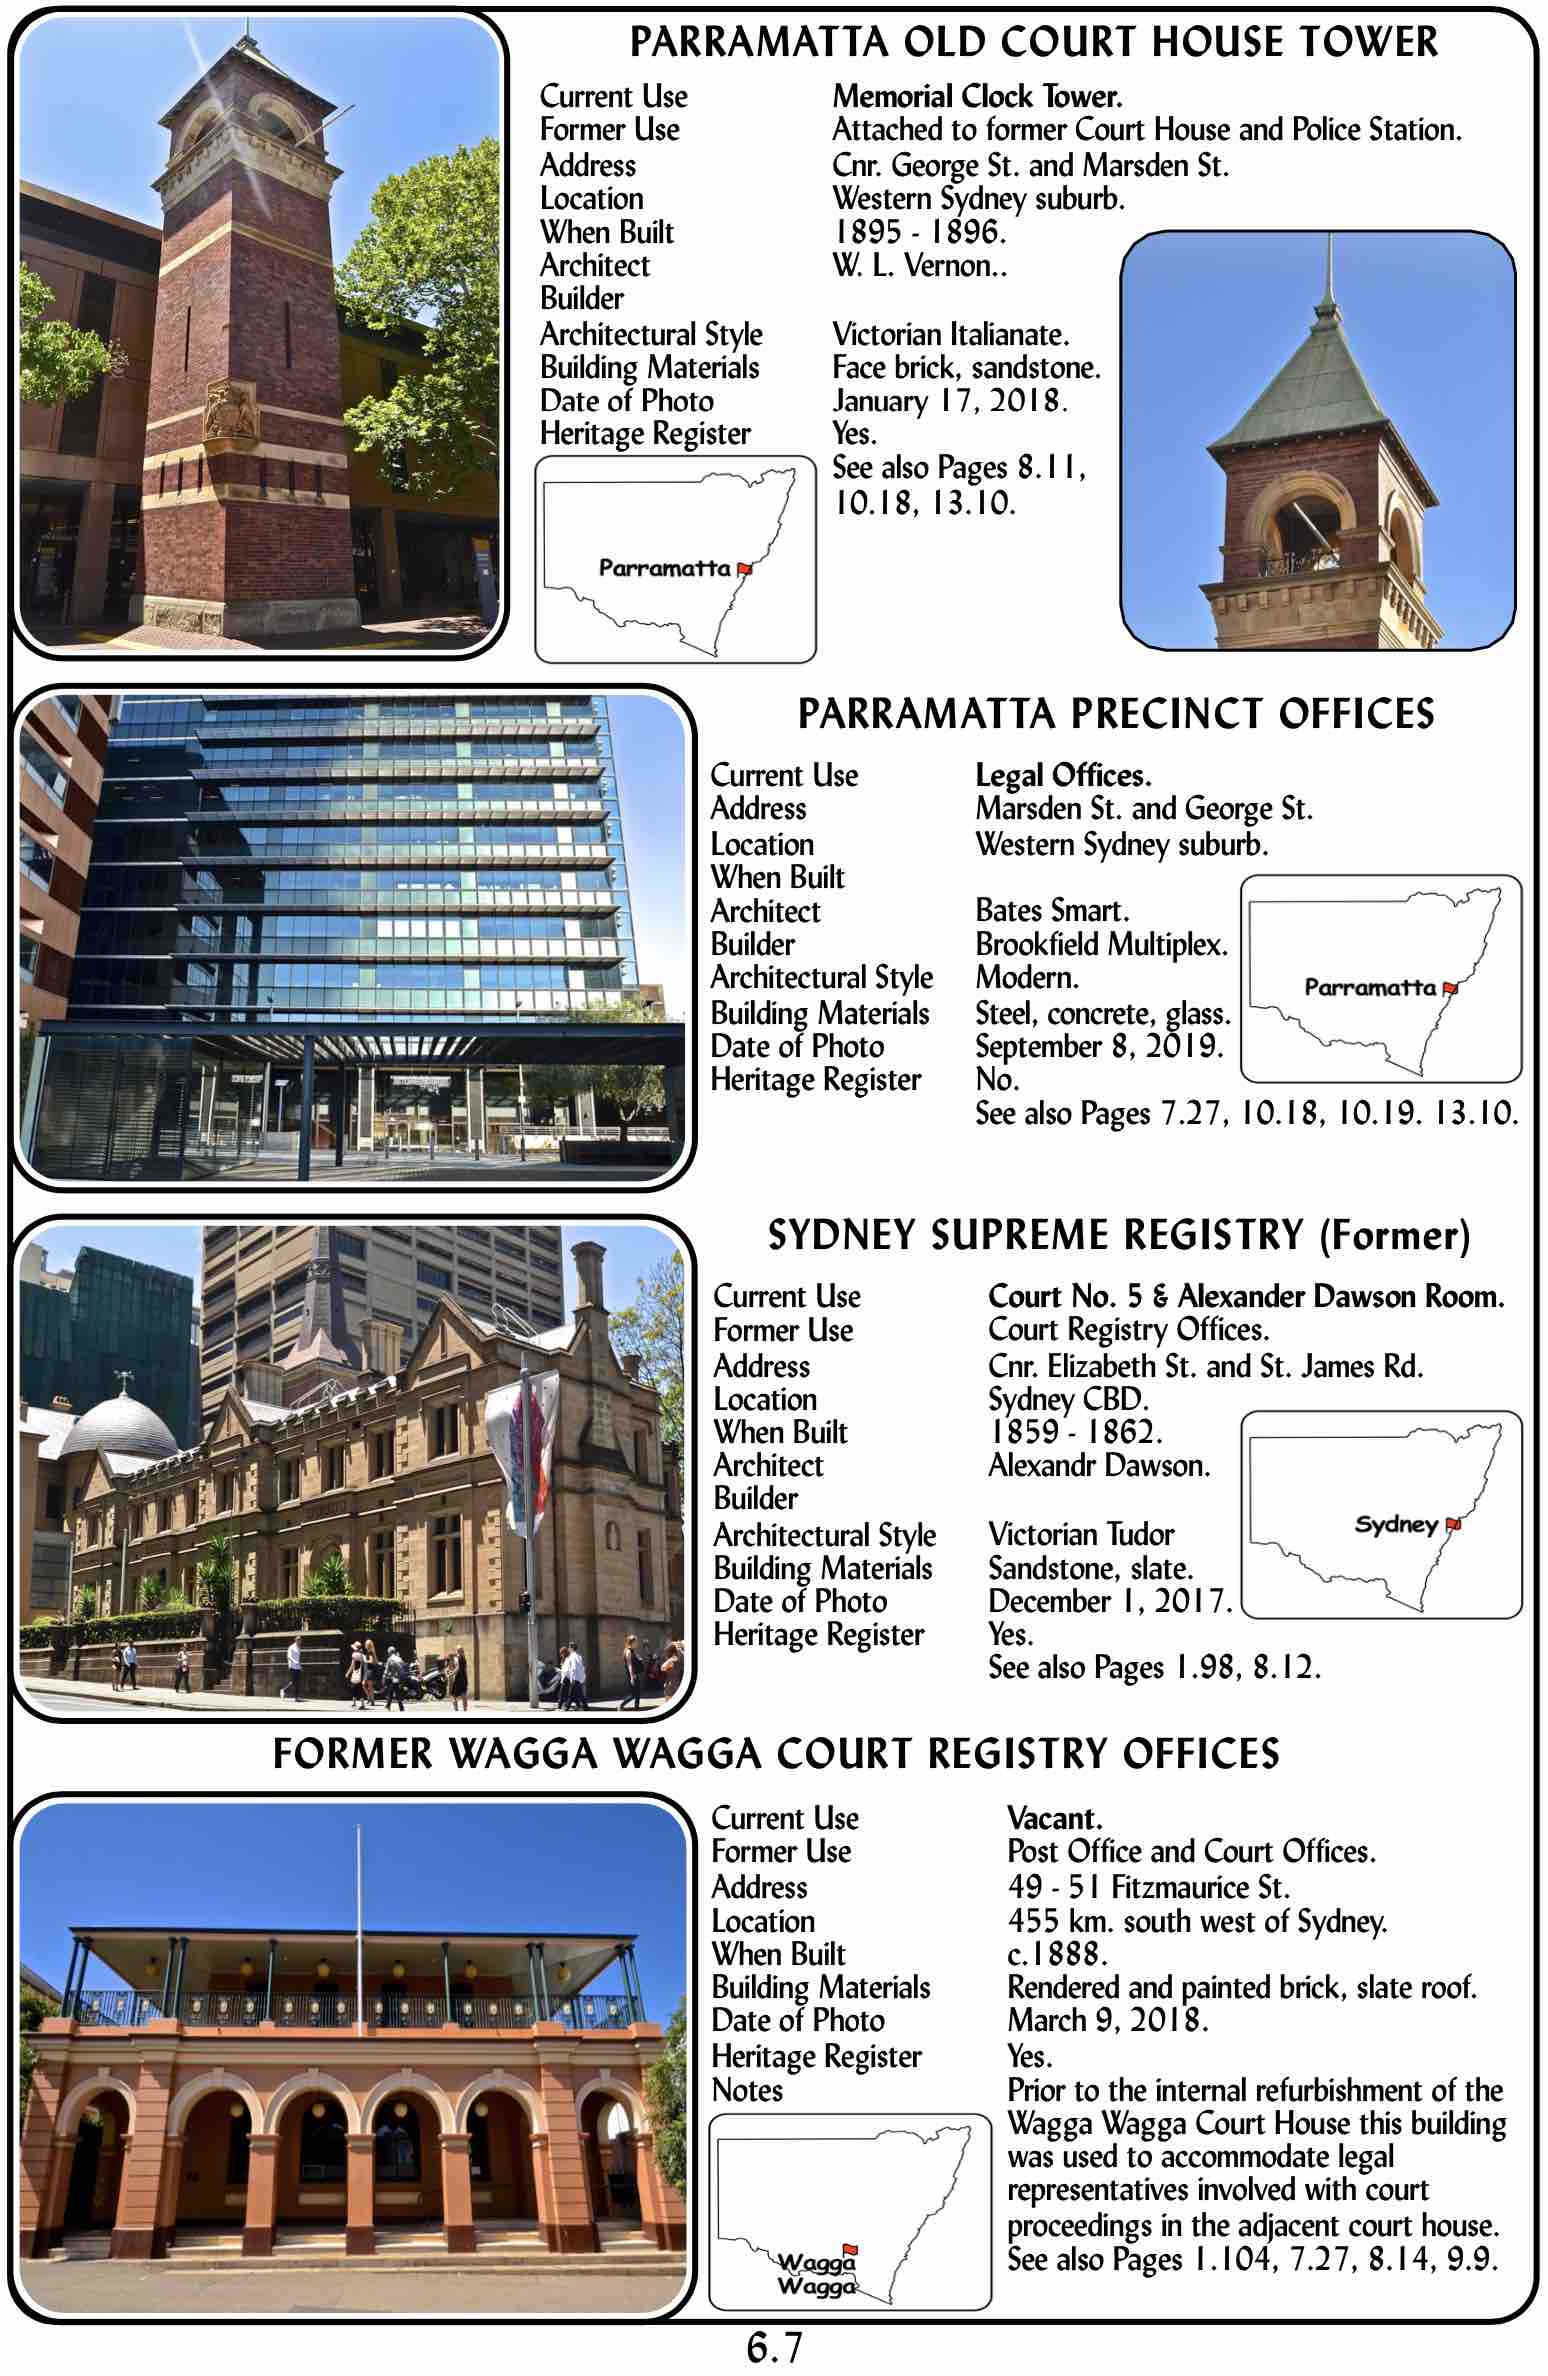 PARRAMATTA OLD COURT HOUSE TOWER
Current Use Memorial Clock Tower.
Former Use Attached to former Court House and Police Station.
Address Cnr. George St. and Marsden St.
Location Western Sydney suburb.
When Built 1895 - 1896.
Architect W. L. Vernon..
Builder
Architectural Style Victorian Italianate.
Building Materials Face brick, sandstone.
Date of Photo January 17, 2018.
Heritage Register Yes.
See also Pages 8.11,
10.18, 13.10.
Parramatta
PARRAMATTA PRECINCT OFFICES
Current Use Legal Offices.
Address Marsden St. and George St.
Location Western Sydney suburb.
When Built
Architect Bates Smart.
Builder Brookfield Multiplex.
Architectural Style Modern.
Building Materials Steel, concrete, glass.
Date of Photo September 8, 2019.
Heritage Register No.
See also Pages 7.27, 10.18, 10.19. 13.10.
Parramatta
SYDNEY SUPREME REGISTRY (Former)
Current Use Court No. 5 & Alexander Dawson Room.
Former Use Court Registry Offices.
Address Cnr. Elizabeth St. and St. James Rd.
Location Sydney CBD.
When Built 1859 - 1862.
Architect Alexandr Dawson.
Builder
Architectural Style Victorian Tudor
Building Materials Sandstone, slate.
Date of Photo December 1, 2017.
Heritage Register Yes.
See also Pages 1.98, 8.12.
Sydney
FORMER WAGGA WAGGA COURT REGISTRY OFFICES
Current Use Vacant.
Former Use Post Office and Court Offices.
Address 49 - 51 Fitzmaurice St.
Location 455 km. south west of Sydney.
When Built c.1888.
Building Materials Rendered and painted brick, slate roof.
Date of Photo March 9, 2018.
Heritage Register Yes.
Notes Prior to the internal refurbishment of the
Wagga Wagga Court House this building
was used to accommodate legal
representatives involved with court
proceedings in the adjacent court house.
See also Pages 1.104, 7.27, 8.14, 9.9.
Wagga
Wagga
6.7